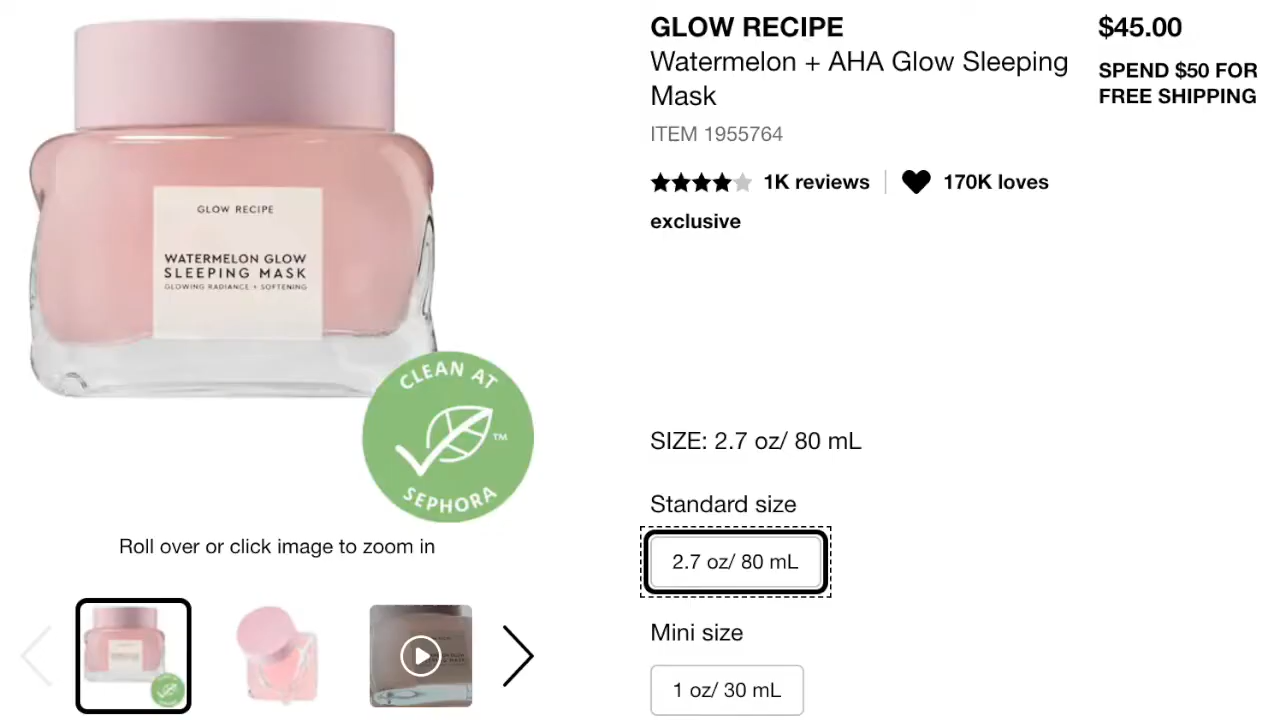 GLOW RECIPE
WATERMELON GLOW
SLEEPING MASK
GLOWING RADIANCE + SOFTENING
CLEAN AT
SEPHORA
TM
Roll over or click image to zoom in
GLOW RECIPE
Watermelon + AHA Glow Sleeping
Mask
ITEM 1955764
1K reviews
170K loves
exclusive
$45.00
SPEND $50 FOR
FREE SHIPPING
SIZE: 2.7 oz/ 80 mL
Standard size
2.7 oz/ 80 mL
Mini size
1 oz/ 30 mL